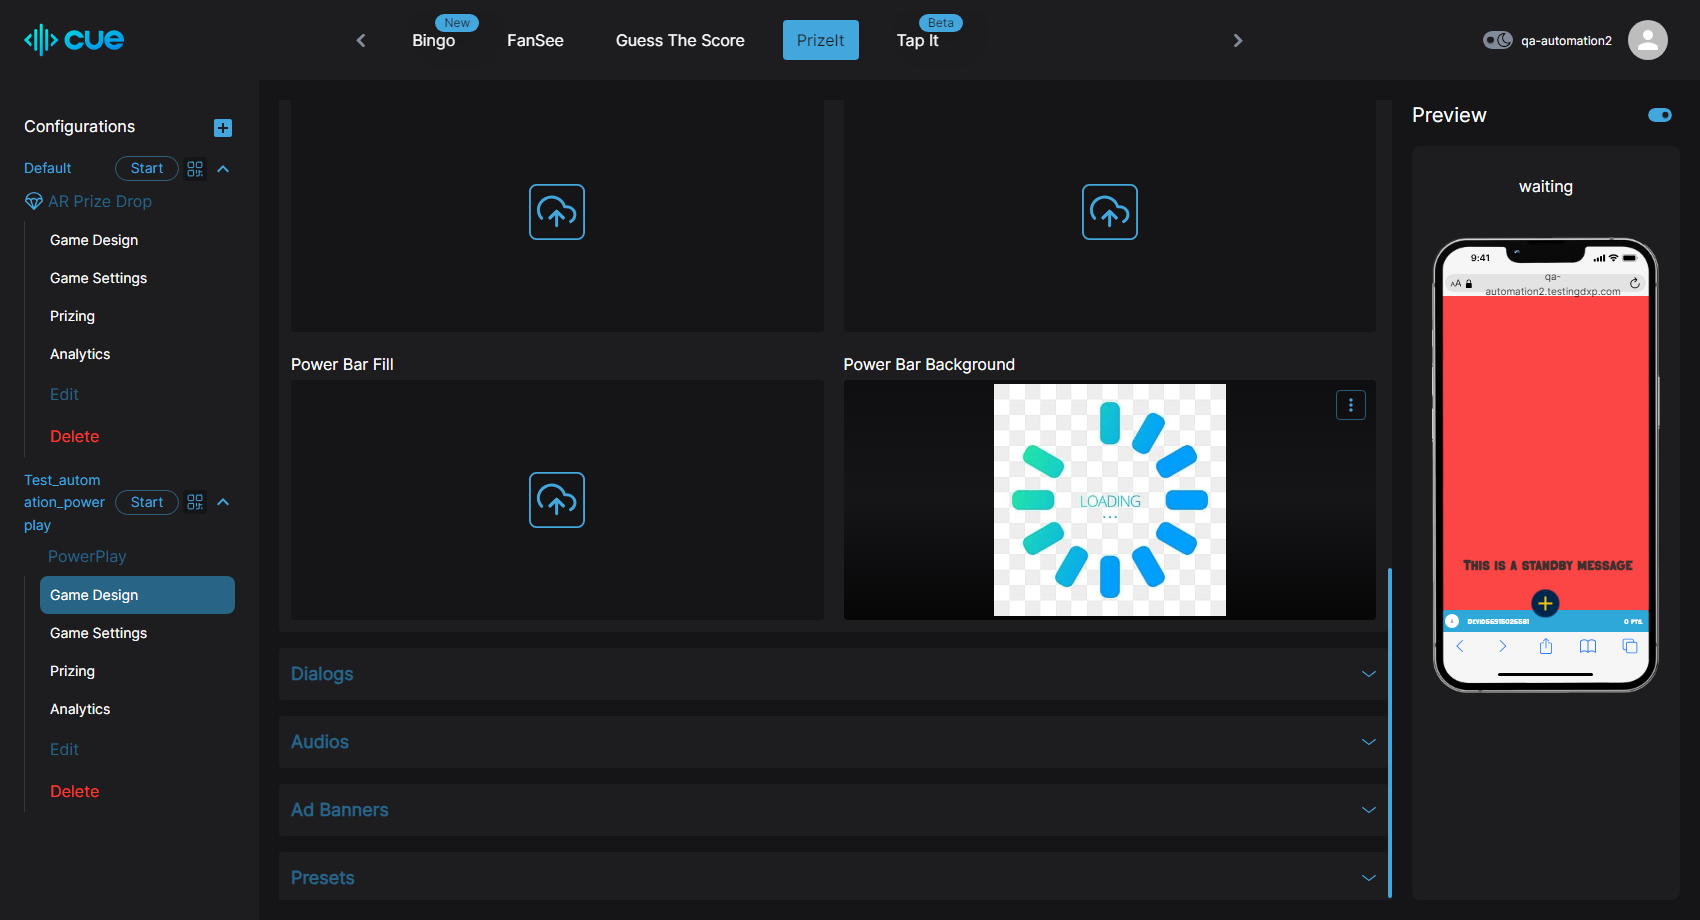 cue
New
Bingo
FanSee
Guess The Score
PrizeIt
Beta
Tap It
qa-automation2
Configurations
Default
Start
AR Prize Drop
Game Design
Game Settings
Prizing
Analytics
Edit
Delete
Test_autom
ation_power
play
Start
PowerPlay
Game Design
Game Settings
Prizing
Analytics
Edit
Delete
Power Bar Fill
Power Bar Background
LOADING
...
Dialogs
Audios
Ad Banners
Presets
Preview
waiting
9:41
AA
qa-
automation2.testingdxp.com
This is a standby message
0 PTS.